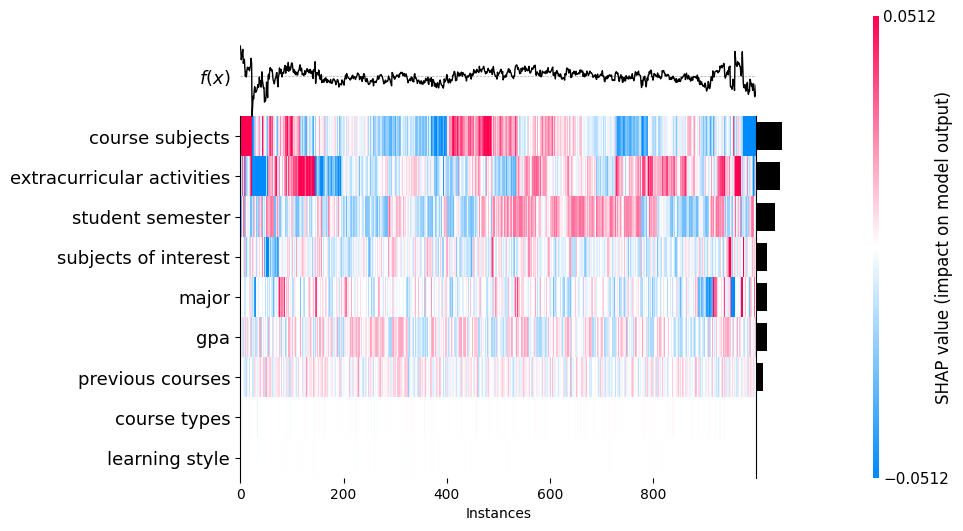 0.0512
f(x)
course subjects
extracurricular activities
student semester
subjects of interest
major
gpa
previous courses
course types
learning style
0 200 400 600 800
Instances
SHAP value (impact on model output)
−0.0512